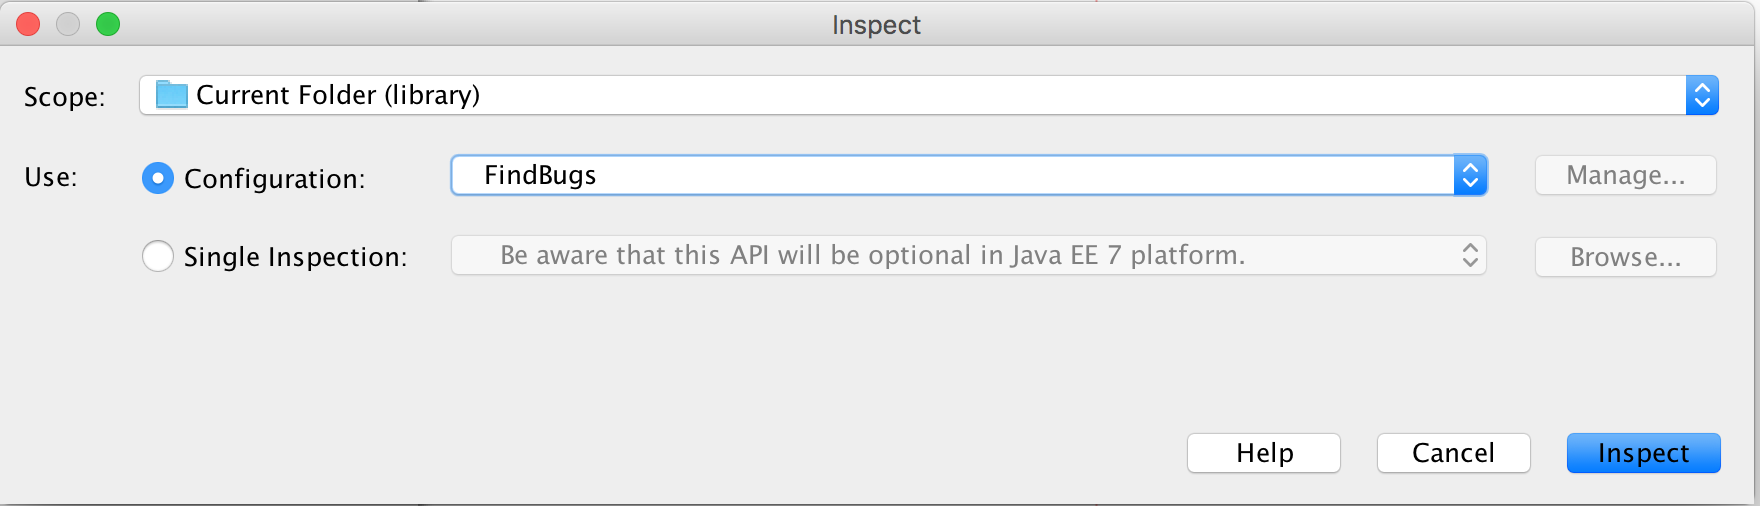 Inspect
Scope: Current Folder (library)
Use: Configuration: FindBugs Manage...
Single Inspection: Be aware that this API will be optional in Java EE 7 platform. Browse...
Help Cancel Inspect